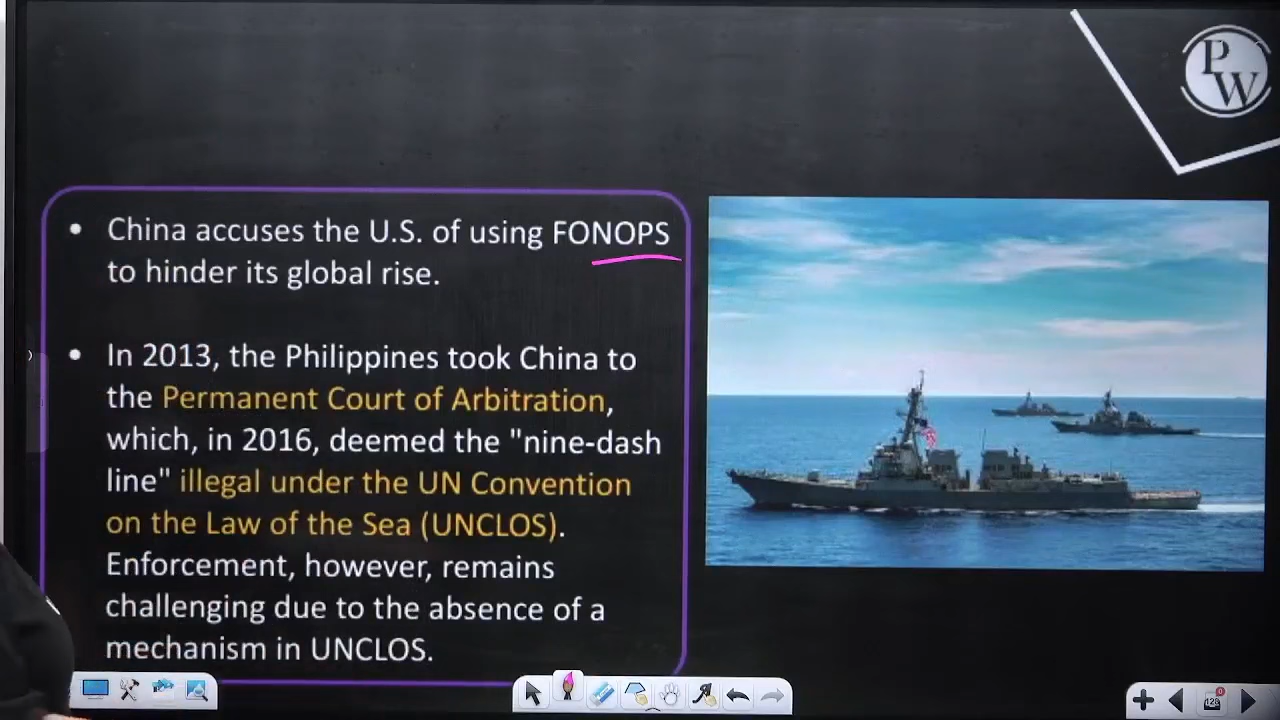 PW
China accuses the U.S. of using FONOPS
to hinder its global rise.
In 2013, the Philippines took China to
the Permanent Court of Arbitration,
which, in 2016, deemed the "nine-dash
line" illegal under the UN Convention
on the Law of the Sea (UNCLOS).
Enforcement, however, remains
challenging due to the absence of a
mechanism in UNCLOS.